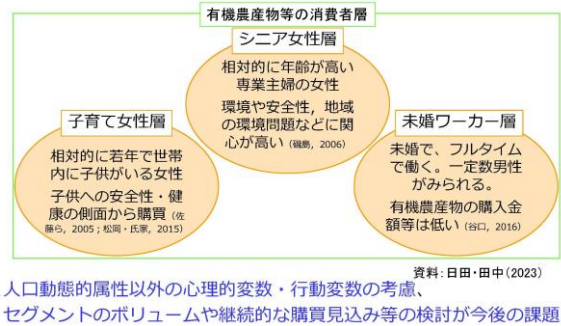 有機農産物等の消費者層
シニア女性層
相対的に年齢が高い
専業主婦の女性
環境や安全性，地域
の環境問題などに関
心が高い（磯島，2006）
子育て女性層
相対的に若年で世帯
内に子供がいる女性
子供への安全性・健
康の側面から購買（佐
藤ら，2005；松岡・氏家，2015）
未婚ワーカー層
未婚で、フルタイム
で働く。一定数男性
がみられる。
有機農産物の購入金
額等は低い（谷口，2016）
資料：日田・田中（2023）
人口動態的属性以外の心理的変数・行動変数の考慮、
セグメントのボリュームや継続的な購買見込み等の検討が今後の課題